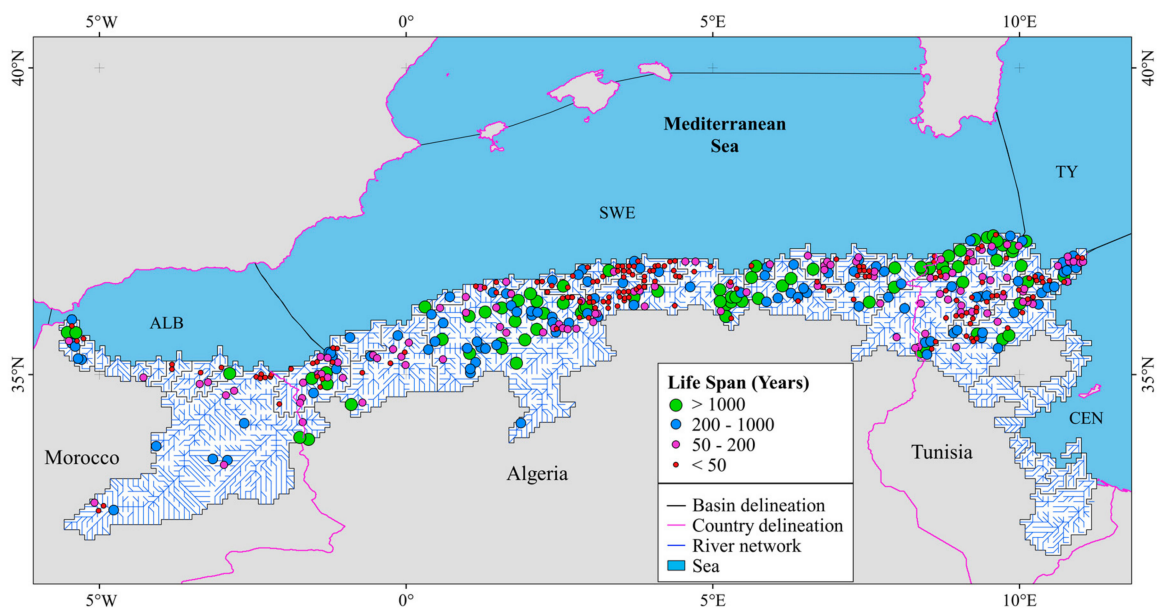 5°W 0° 5°E 10°E
40°N 40°N
Mediterranean
Sea
TY
SWE
ALB
35°N 35°N
Life Span (Years)
> 1000
200 - 1000
50 - 200
< 50
CEN
Morocco
Algeria
Tunisia
Basin delineation
Country delineation
River network
Sea
5°W 0° 5°E 10°E